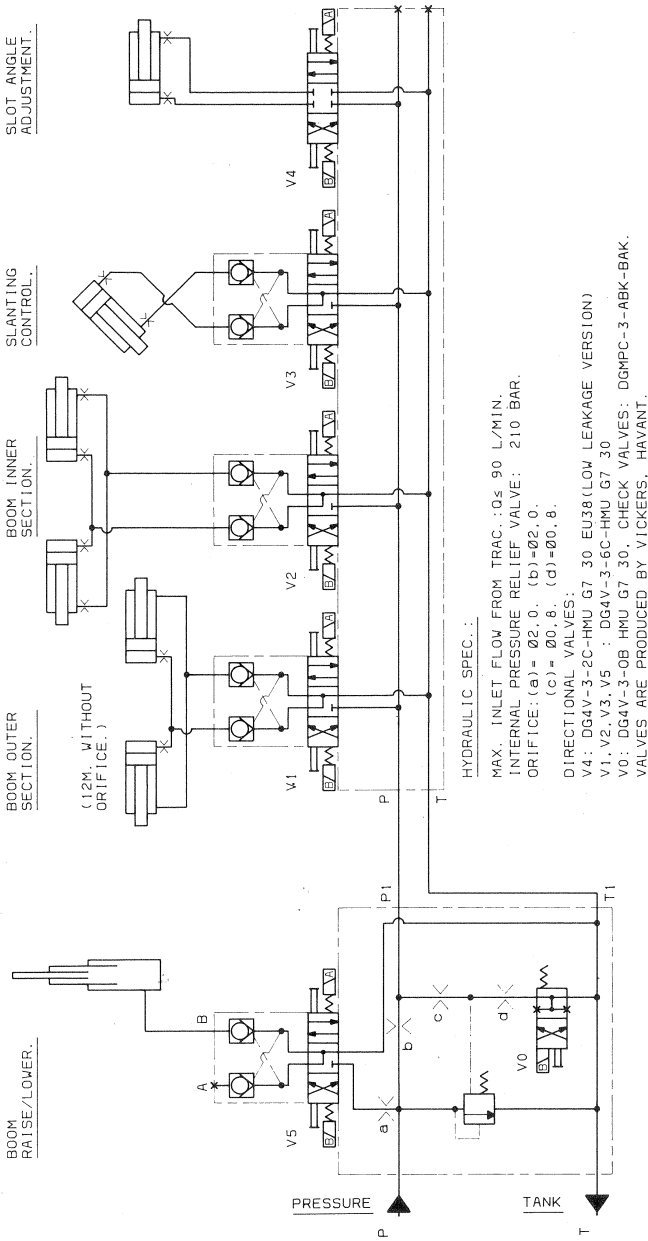 BOOM
RAISE/LOWER.
BOOM OUTER
SECTION.
(12M. WITHOUT
ORIFICE.)
BOOM INNER
SECTION.
SLANTING
CONTROL.
SLOT ANGLE
ADJUSTMENT.
A
B
V5
B
A
V1
B
A
V2
B
A
V3
B
A
V4
B
A
PRESSURE
P
a
b
c
d
V0
B
P1
P
TANK
T
T1
T
HYDRAULIC SPEC.:
MAX. INLET FLOW FROM TRAC.:Q≤ 90 L/MIN.
INTERNAL PRESSURE RELIEF VALVE: 210 BAR.
ORIFICE:(a)= Ø2,0. (b)=Ø2,0.
(c)= Ø0,8. (d)=Ø0,8.
DIRECTIONAL VALVES:
V4: DG4V-3-2C-HMU G7 30 EU38(LOW LEAKAGE VERSION)
V1,V2,V3,V5 : DG4V-3-6C-HMU G7 30
V0: DG4V-3-0B HMU G7 30, CHECK VALVES: DGMPC-3-ABK-BAK.
VALVES ARE PRODUCED BY VICKERS, HAVANT.